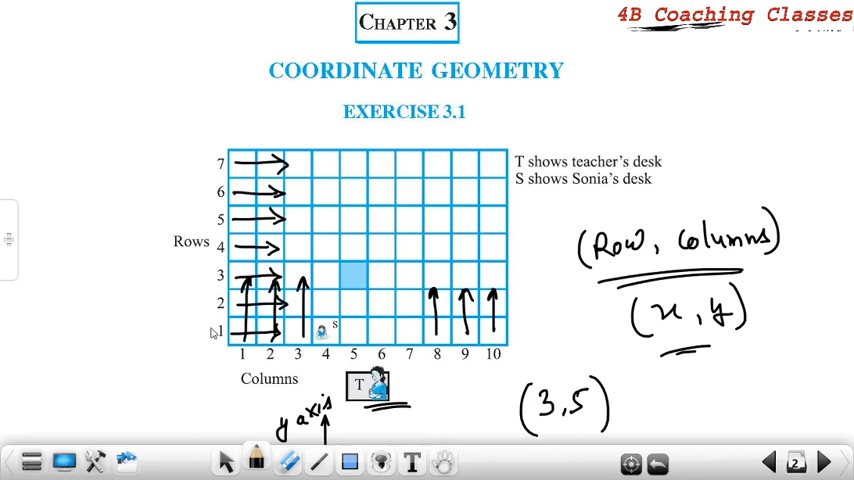 CHAPTER 3
4B Coaching Classes
COORDINATE GEOMETRY
EXERCISE 3.1
T shows teacher's desk
S shows Sonia's desk
7
6
5
Rows 4
3
2
1
s
1 2 3 4 5 6 7 8 9 10
Columns
T
(Row, columns)
(x, y)
(3,5)
y axis
T
2